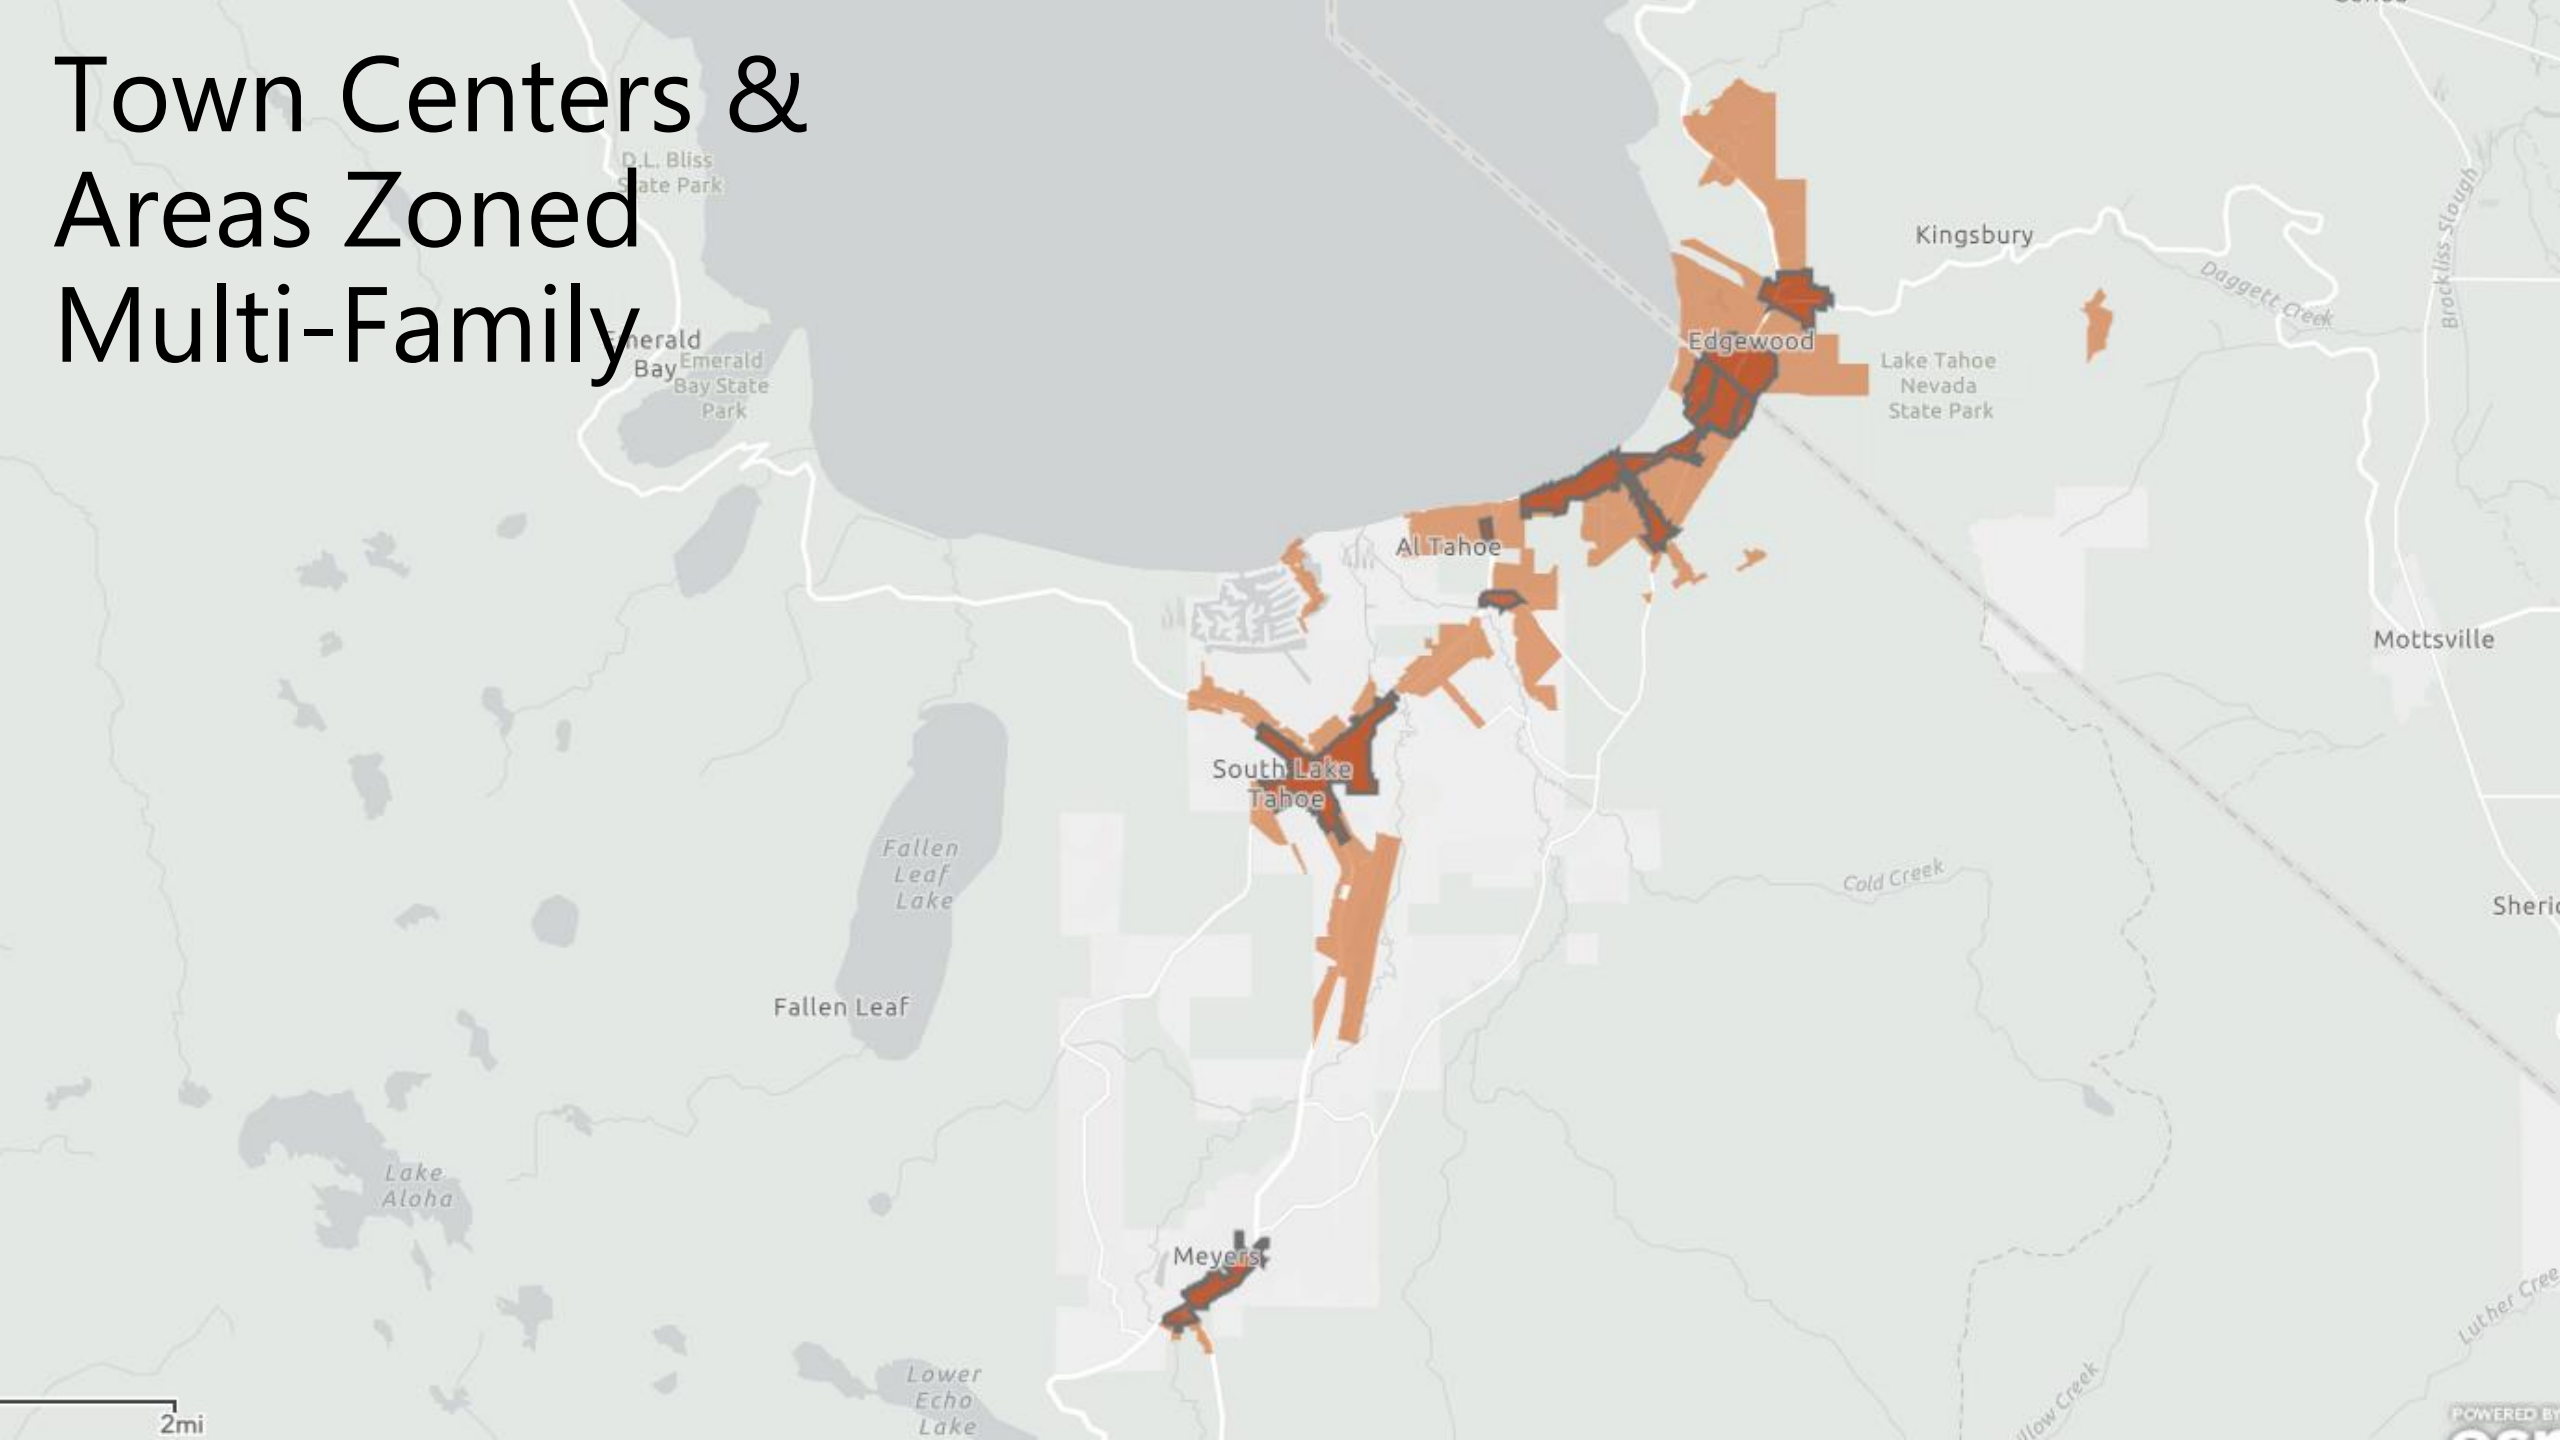 Town Centers &
Areas Zoned
Multi-Family
D.L. Bliss
State Park
Emerald
Bay
Emerald
Bay State
Park
Kingsbury
Daggett Creek
Brockliss Slough
Edgewood
Lake Tahoe
Nevada
State Park
Al Tahoe
Mottsville
South Lake
Tahoe
Fallen
Leaf
Lake
Cold Creek
Fallen Leaf
Lake
Aloha
Meyers
Lower
Echo
Lake
2mi
POWERED BY